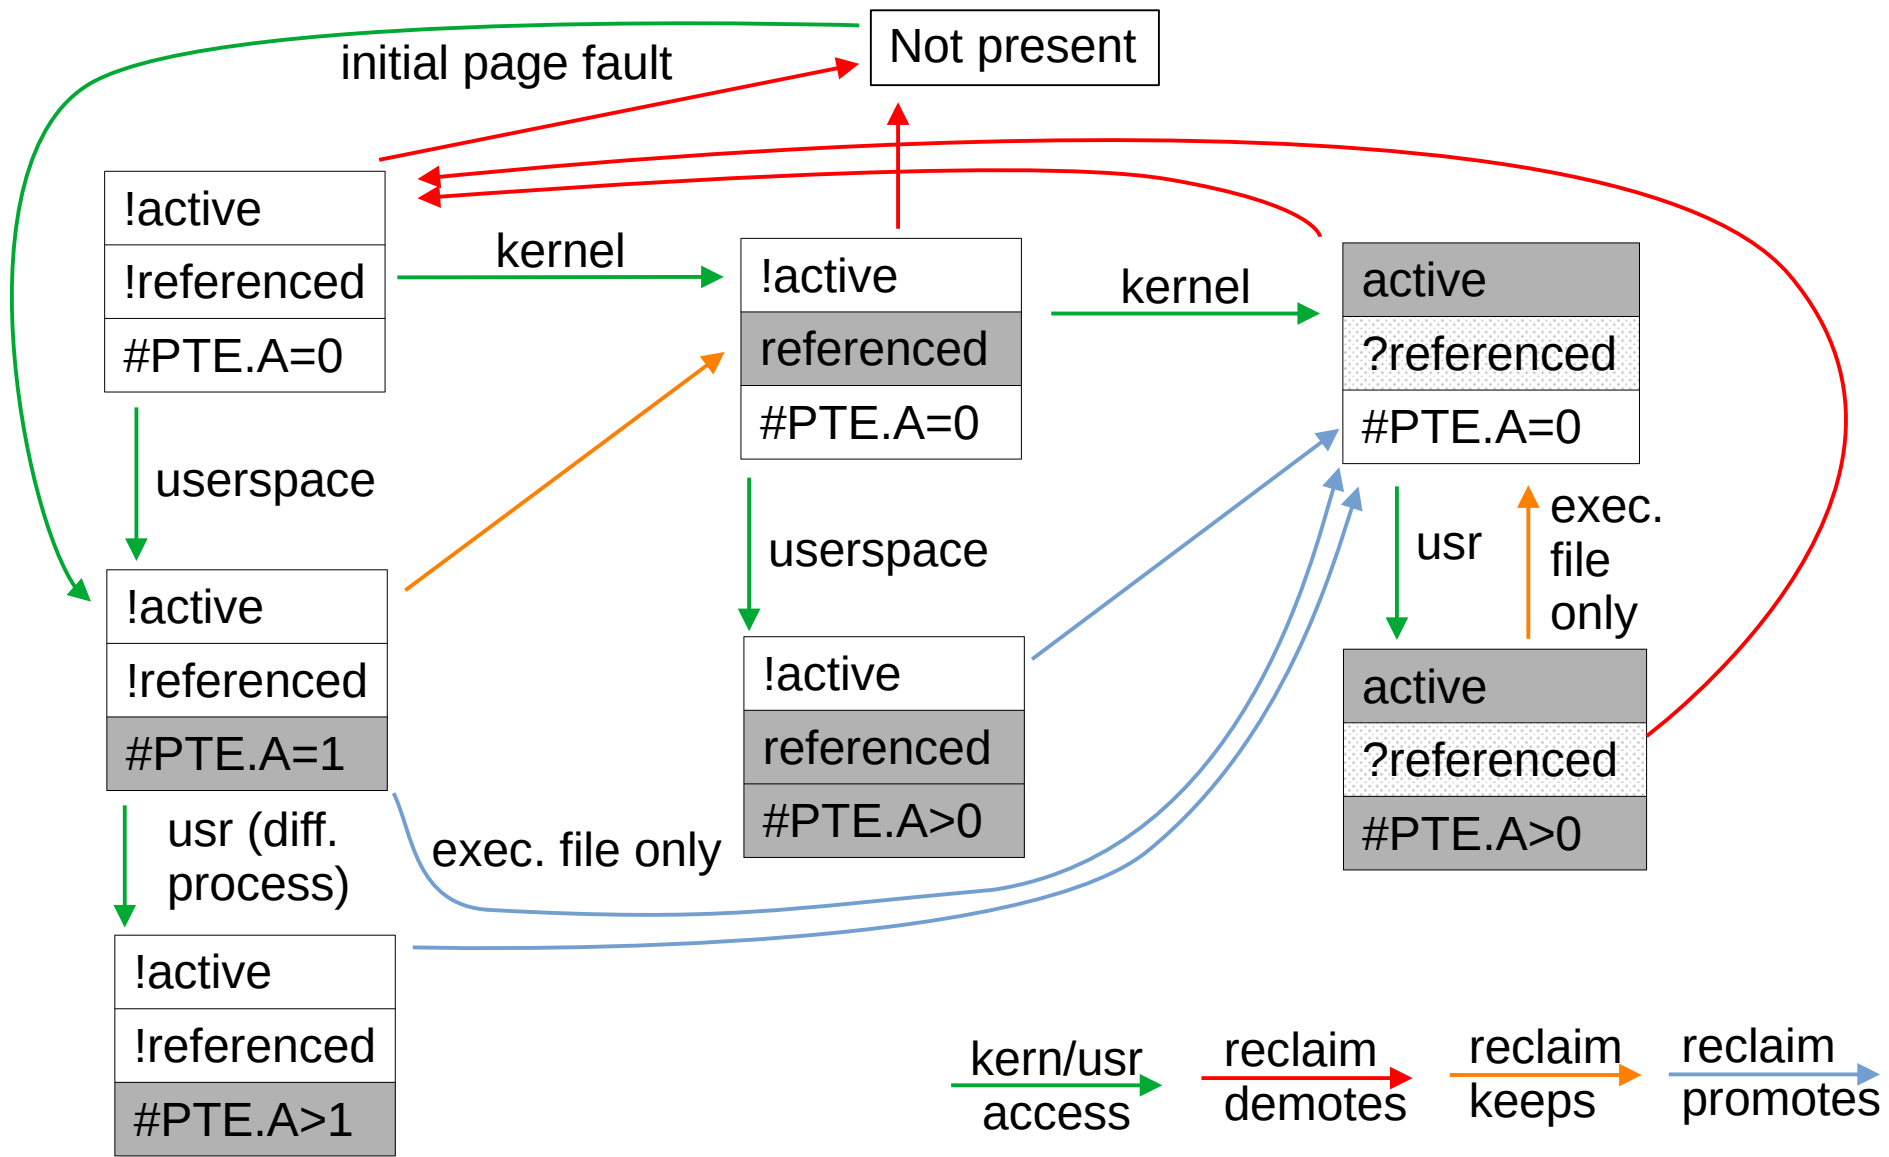 Not present
initial page fault
!active
!referenced
#PTE.A=0
kernel
!active
referenced
#PTE.A=0
kernel
active
?referenced
#PTE.A=0
userspace
userspace
usr
exec.
file
only
!active
!referenced
#PTE.A=1
!active
referenced
#PTE.A>0
active
?referenced
#PTE.A>0
usr (diff.
process)
exec. file only
!active
!referenced
#PTE.A>1
kern/usr
access
reclaim
demotes
reclaim
keeps
reclaim
promotes